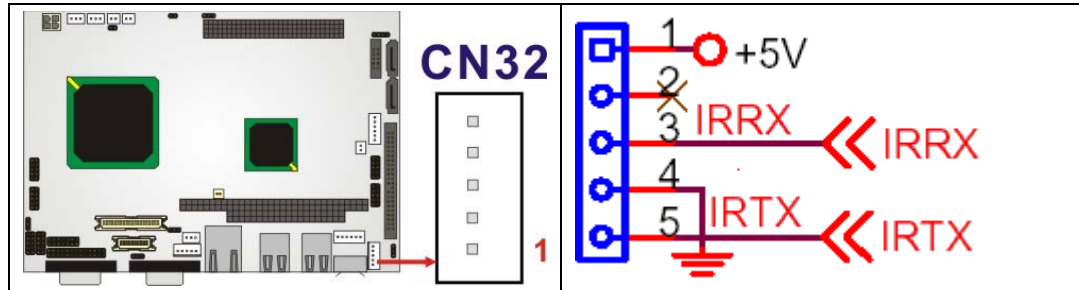 CN32
1
1
+5V
2
3 IRRX
IRRX
4
5 IRTX
IRTX